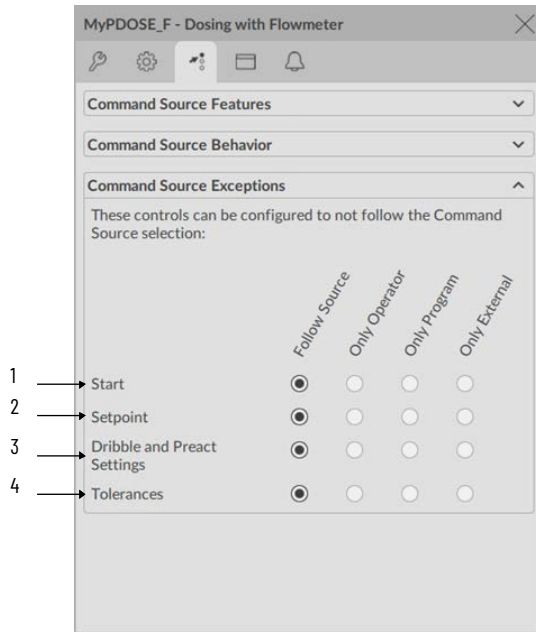 MyPDOSE_F - Dosing with Flowmeter
Command Source Features
Command Source Behavior
Command Source Exceptions
These controls can be configured to not follow the Command
Source selection:
Follow Source
Only Operator
Only Program
Only External
1
Start
2
Setpoint
3
Dribble and Preact
Settings
4
Tolerances